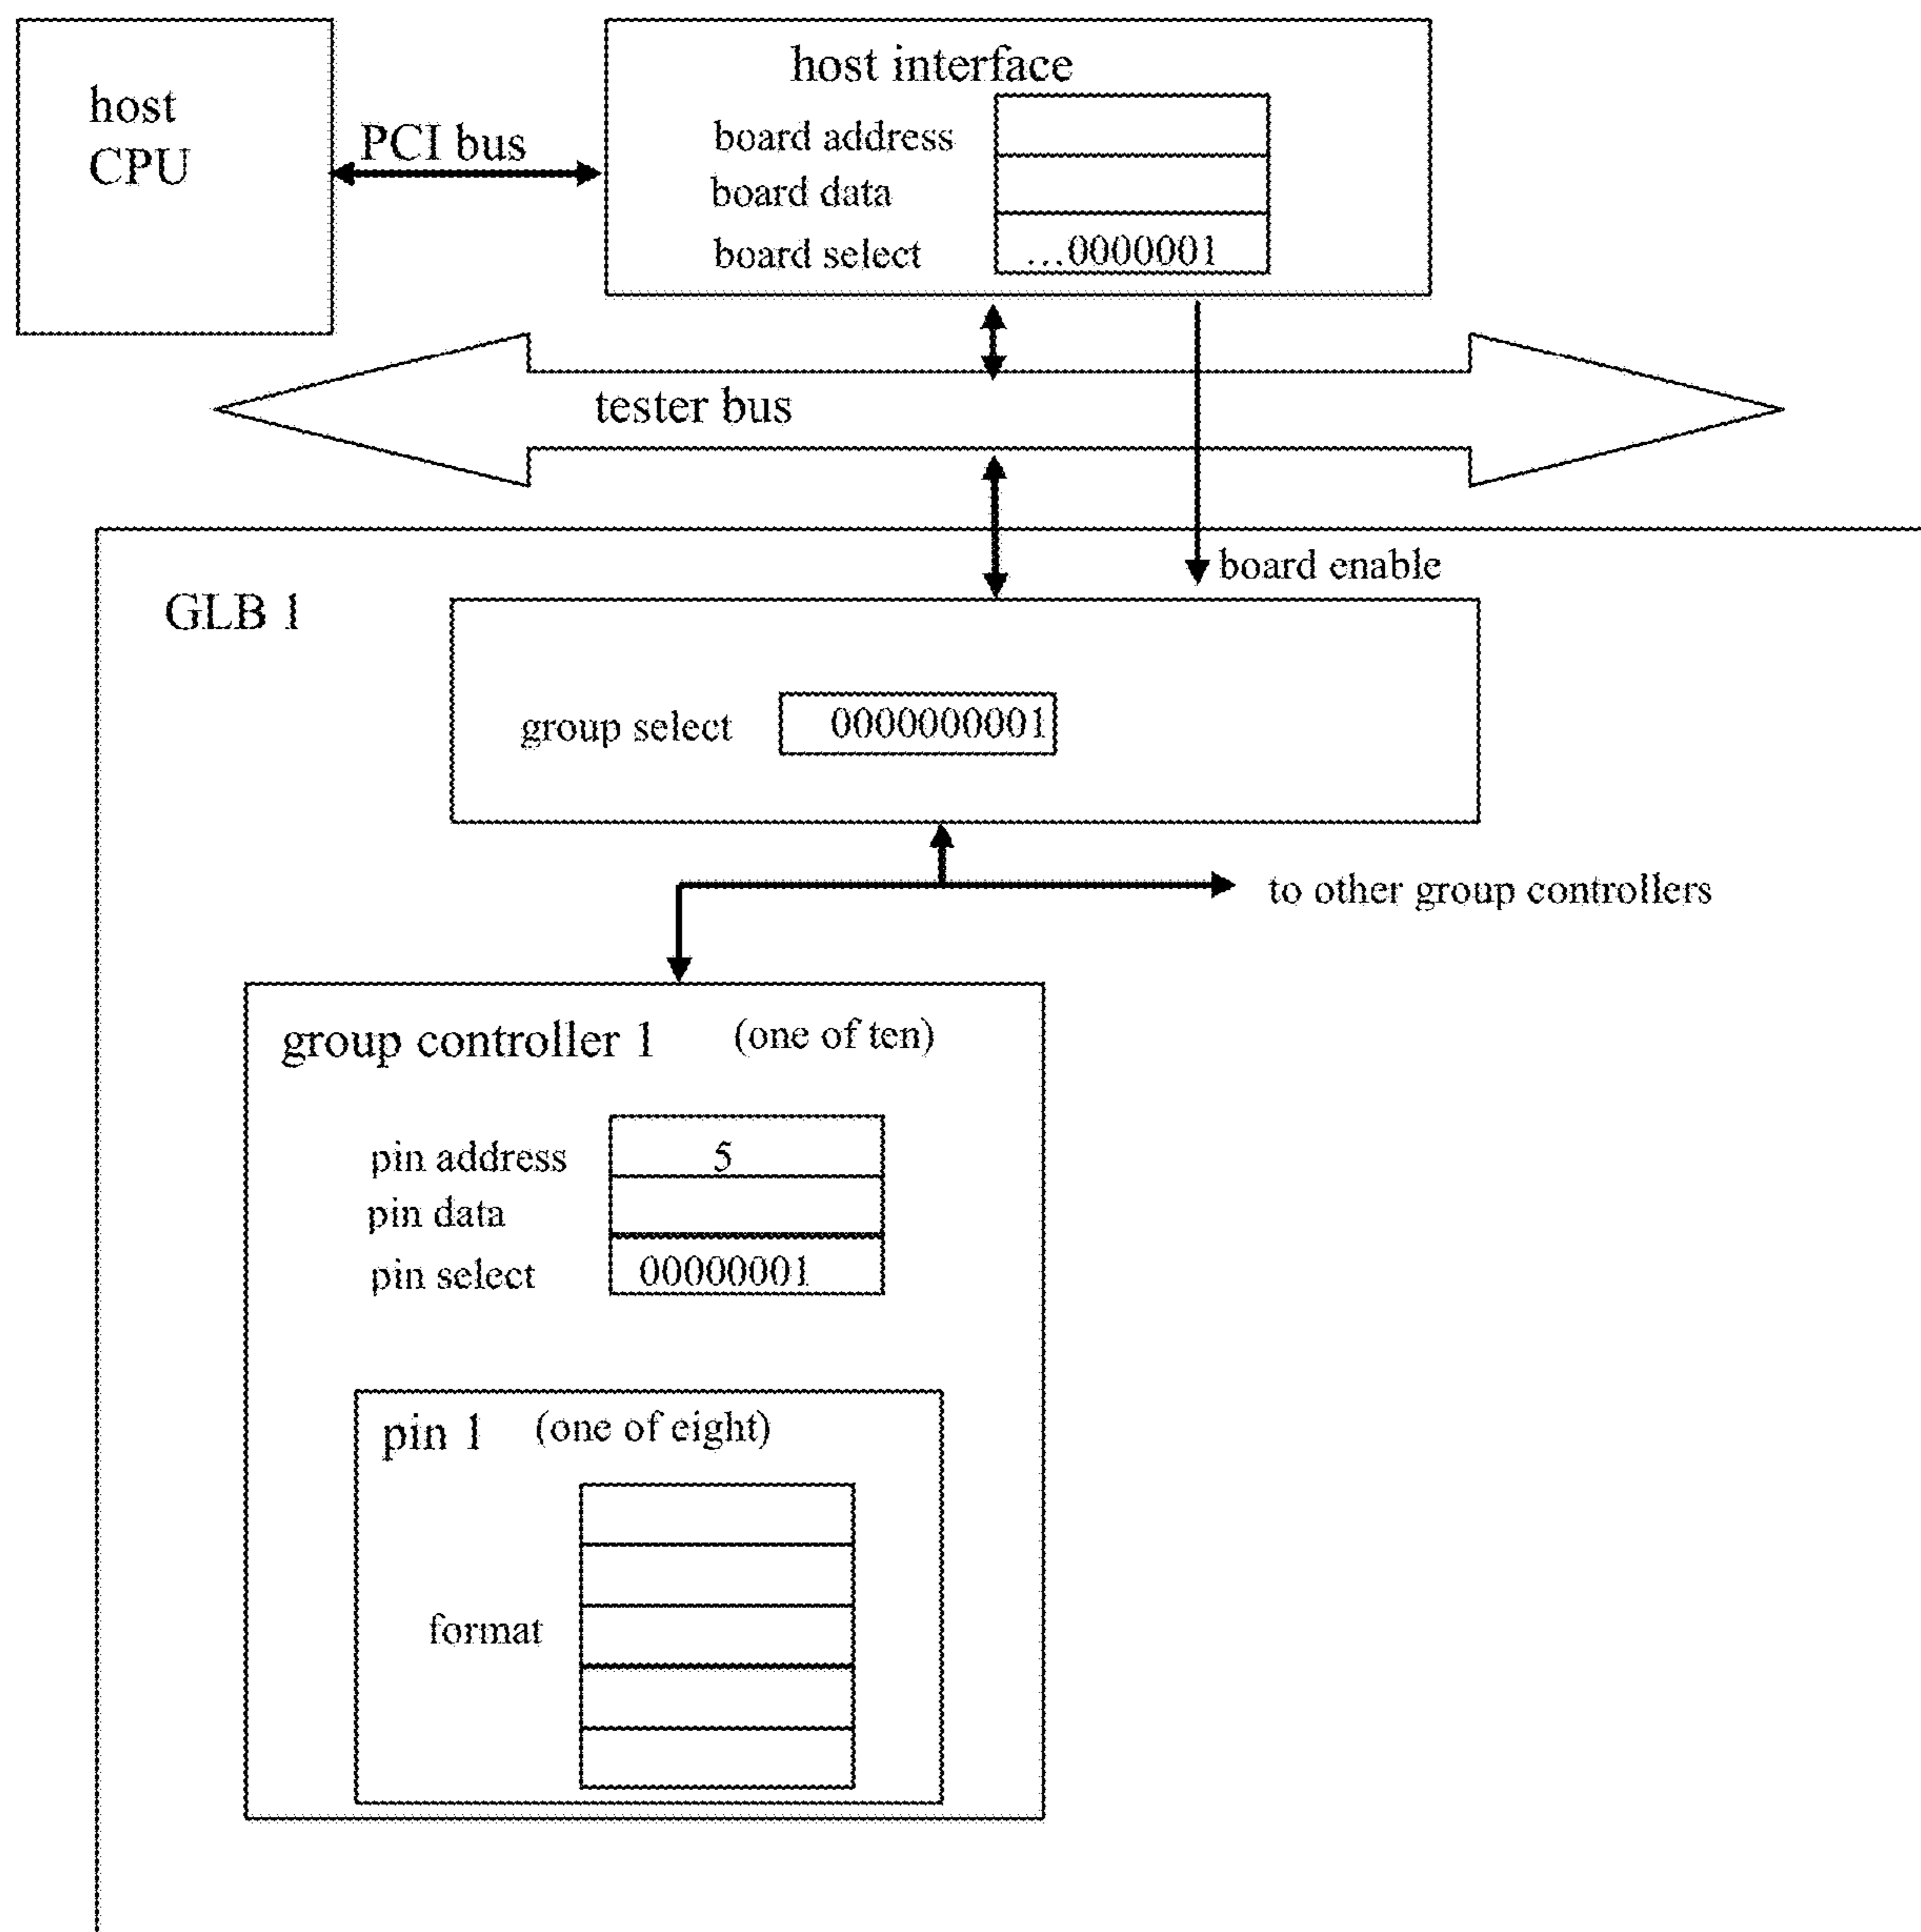 host
CPU
PCI bus
host interface
board address
board data
board select ...0000001
tester bus
board enable
GLB 1
group select 0000000001
to other group controllers
group controller 1 (one of ten)
pin address 5
pin data
pin select 00000001
pin 1 (one of eight)
format